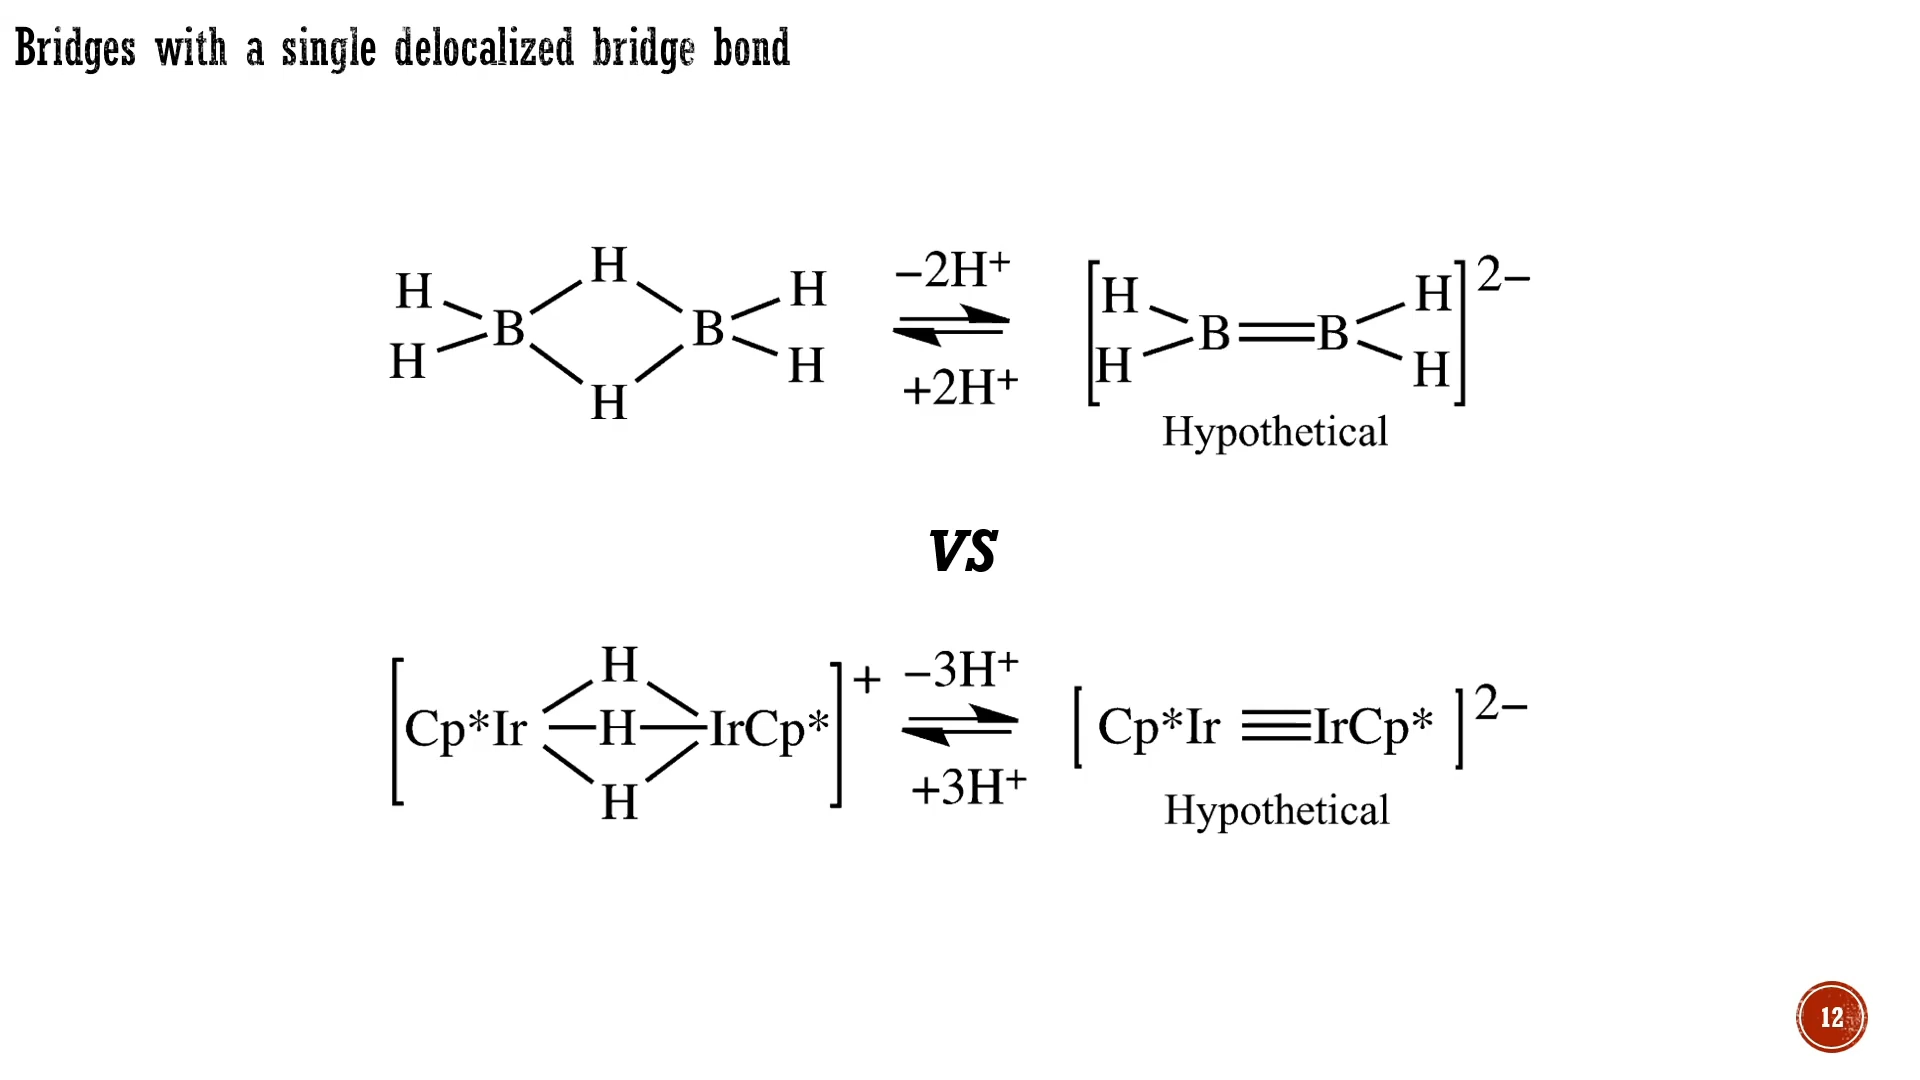 Bridges with a single delocalized bridge bond
H H H −2H⁺ H H 2−
B B B B
H H H +2H⁺ H H
Hypothetical
VS
H + −3H⁺ 2−
Cp*Ir H IrCp* Cp*Ir IrCp*
H +3H⁺
Hypothetical
12